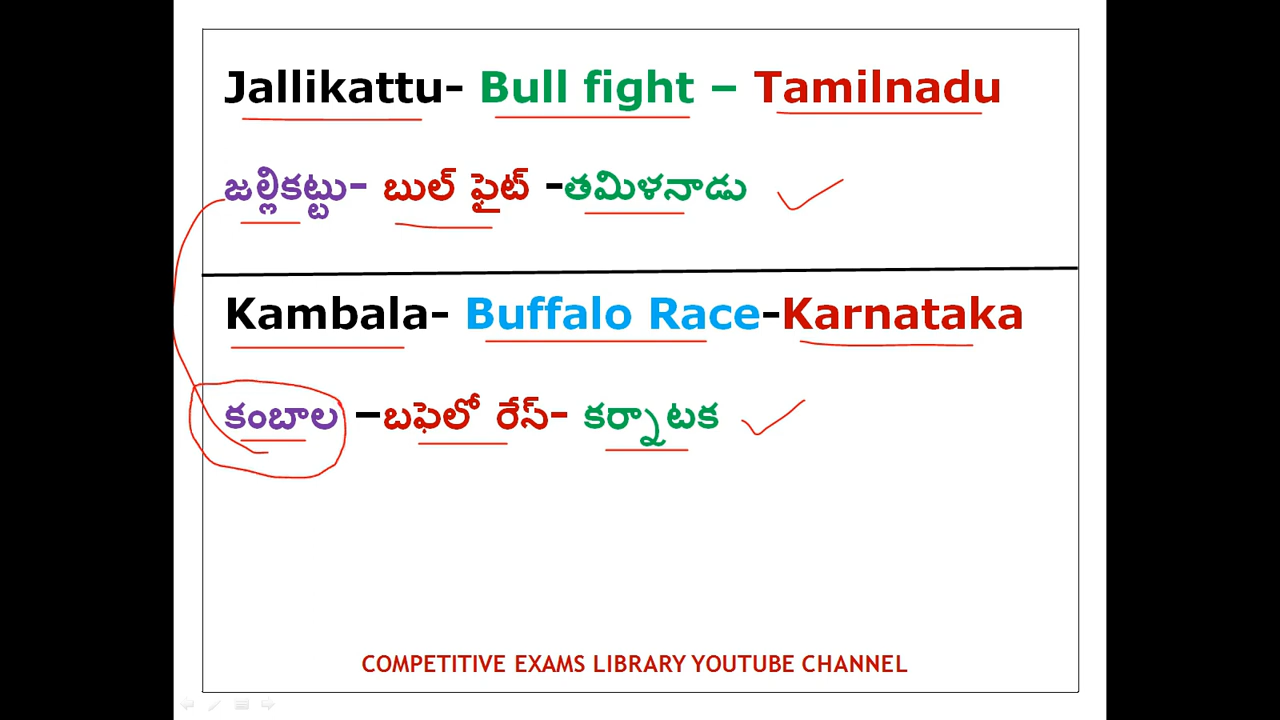 Jallikattu- Bull fight – Tamilnadu
జల్లికట్టు- బుల్ ఫైట్ -తమిళనాడు
Kambala- Buffalo Race-Karnataka
కంబాల –బఫెలో రేస్- కర్నాటక
COMPETITIVE EXAMS LIBRARY YOUTUBE CHANNEL